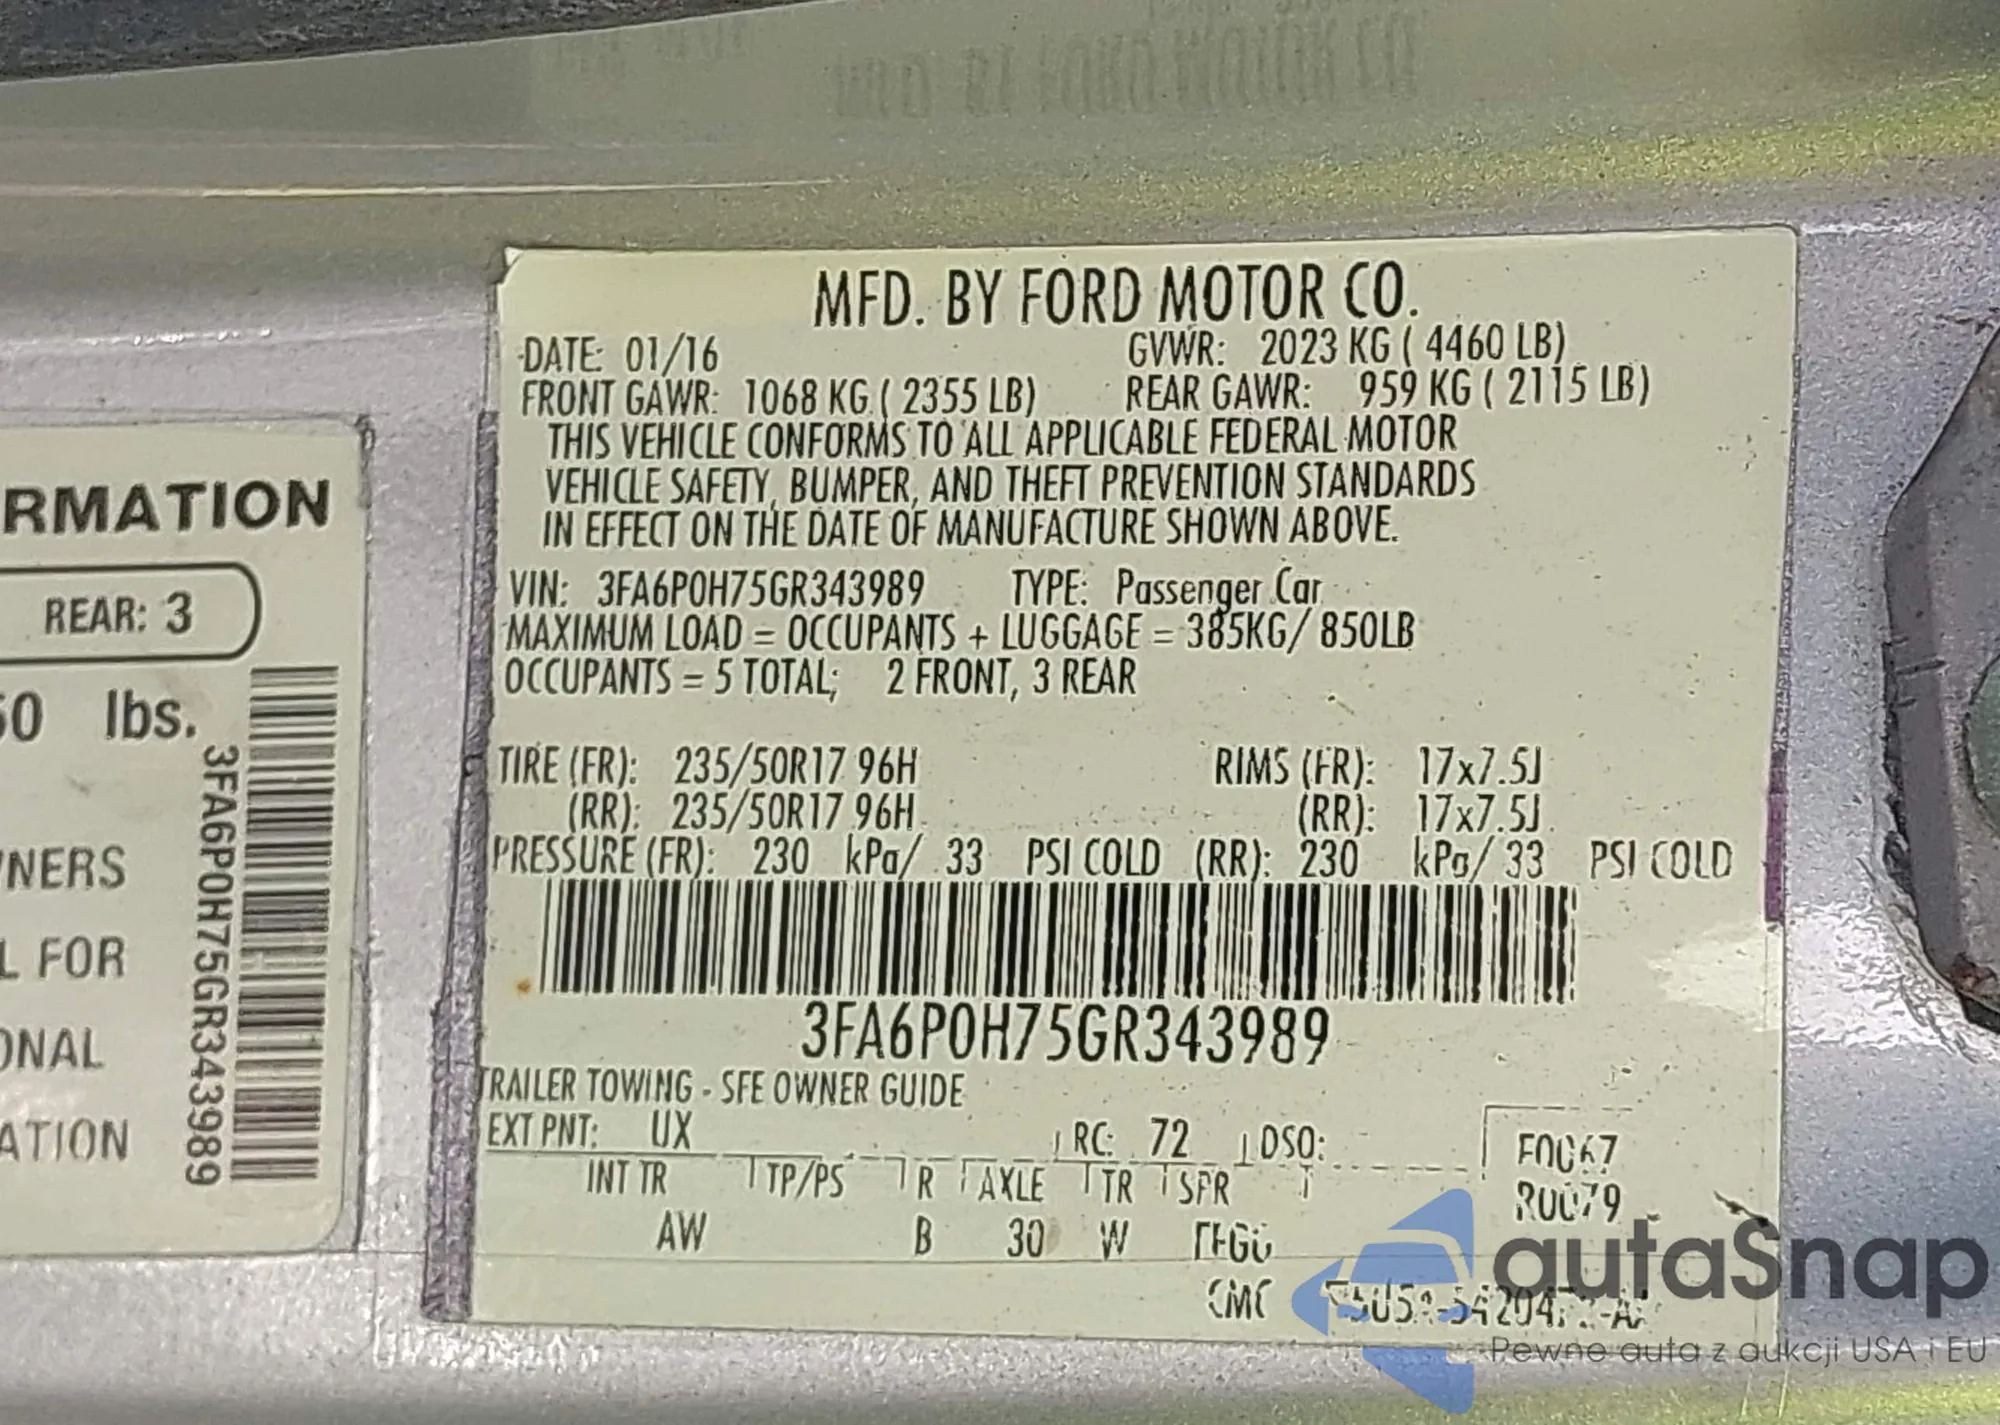 RMATION
REAR: 3
lbs.
NERS
L FOR
ONAL
ATION
3FA6P0H75GR343989
MFD. BY FORD MOTOR CO.
DATE: 01/16 GVWR: 2023 KG ( 4460 LB)
FRONT GAWR: 1068 KG ( 2355 LB) REAR GAWR: 959 KG ( 2115 LB)
THIS VEHICLE CONFORMS TO ALL APPLICABLE FEDERAL MOTOR
VEHICLE SAFETY, BUMPER, AND THEFT PREVENTION STANDARDS
IN EFFECT ON THE DATE OF MANUFACTURE SHOWN ABOVE.
VIN: 3FA6P0H75GR343989 TYPE: Passenger Car
MAXIMUM LOAD = OCCUPANTS + LUGGAGE = 385KG/ 850LB
OCCUPANTS = 5 TOTAL; 2 FRONT, 3 REAR
TIRE (FR): 235/50R17 96H RIMS (FR): 17x7.5J
(RR): 235/50R17 96H (RR): 17x7.5J
PRESSURE (FR): 230 kPa/ 33 PSI COLD (RR): 230 kPa/ 33 PSI COLD
3FA6P0H75GR343989
TRAILER TOWING - SEE OWNER GUIDE
EXT PNT: UX RC: 72 DSO:
INT TR TP/PS R AXLE TR SPR
AW B 30 W
autaSnap
Pewne auta z aukcji USA i EU